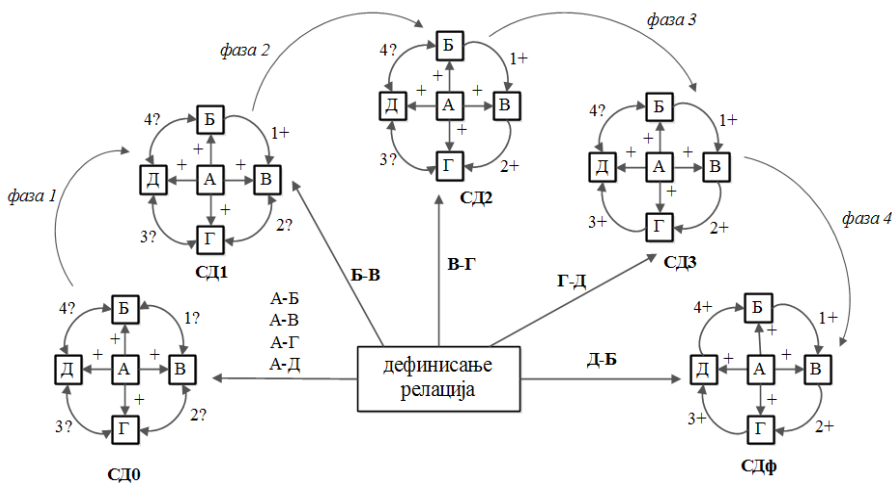 фаза 1
фаза 2
фаза 3
фаза 4
Б
4?
1?
+
Д
+
А
+
В
+
3?
2?
Г
СД0
Б
4?
1+
+
Д
+
А
+
В
+
3?
2?
Г
СД1
Б
4?
1+
+
Д
+
А
+
В
+
3?
2+
Г
СД2
Б
4?
1+
+
Д
+
А
+
В
+
3+
2+
Г
СД3
Б
4+
1+
+
Д
+
А
+
В
+
3+
2+
Г
СДф
А-Б
А-В
А-Г
А-Д
Б-В
В-Г
Г-Д
Д-Б
дефинисање
релација